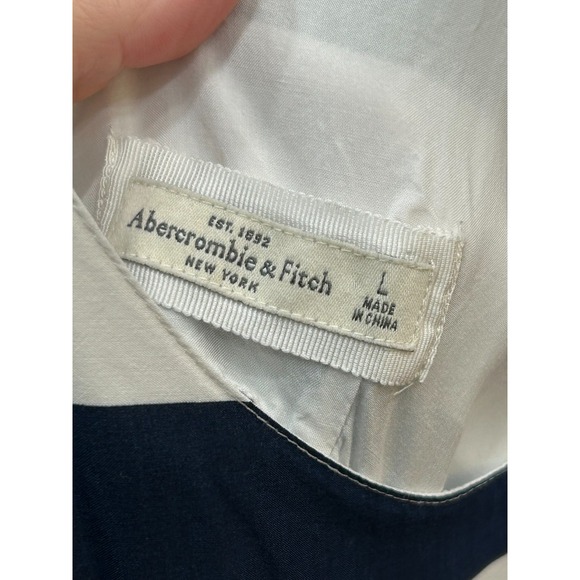 EST. 1892
Abercrombie & Fitch
NEW YORK
L
MADE
IN CHINA